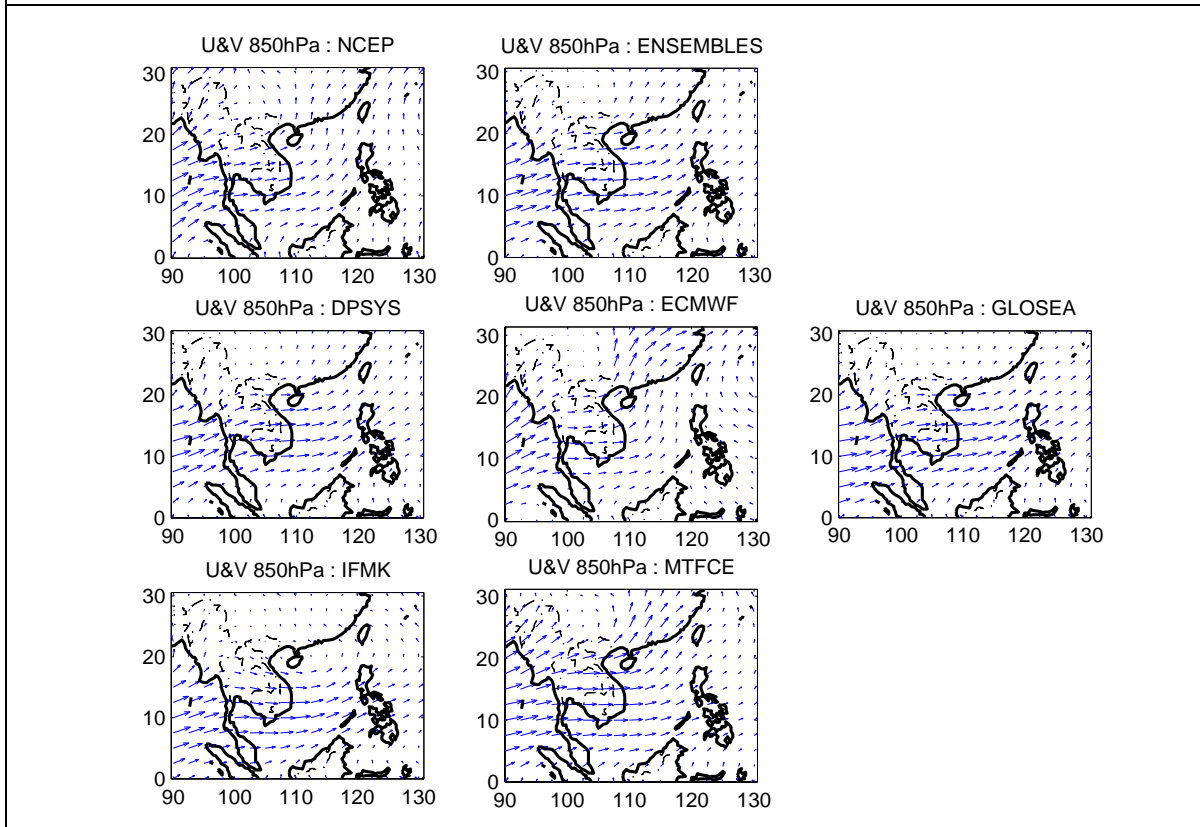 U&V 850hPa : NCEP
30
20
10
0
90 100 110 120 130
U&V 850hPa : ENSEMBLES
30
20
10
0
90 100 110 120 130
U&V 850hPa : DPSYS
30
20
10
0
90 100 110 120 130
U&V 850hPa : ECMWF
30
20
10
0
90 100 110 120 130
U&V 850hPa : GLOSEA
30
20
10
0
90 100 110 120 130
U&V 850hPa : IFMK
30
20
10
0
90 100 110 120 130
U&V 850hPa : MTFCE
30
20
10
0
90 100 110 120 130